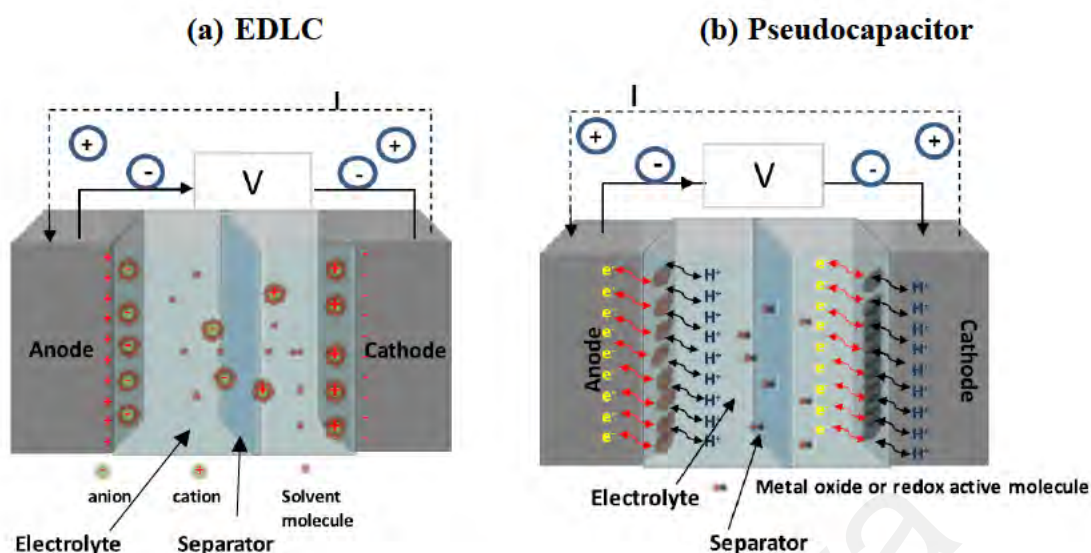 (a) EDLC
(b) Pseudocapacitor
I
+
-
V
-
+
Anode
Cathode
anion
cation
Solvent
molecule
Electrolyte
Separator
I
+
-
V
-
+
e-
e-
e-
e-
e-
e-
e-
e-
H+
H+
H+
H+
H+
H+
H+
H+
H+
e-
e-
e-
e-
e-
e-
e-
e-
H+
H+
H+
H+
H+
H+
H+
H+
H+
Anode
Cathode
Electrolyte
Metal oxide or redox active molecule
Separator